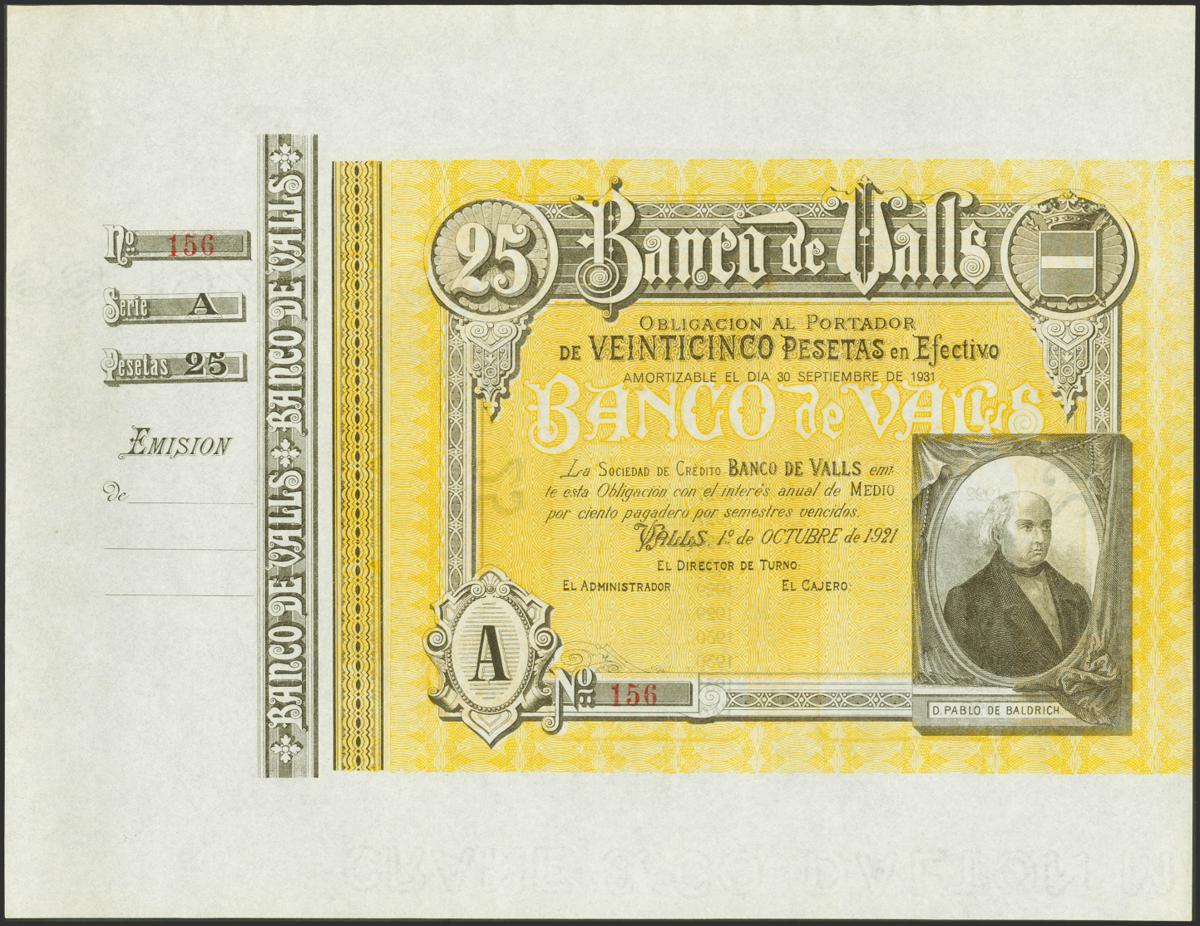 Nº 156
Serie A
Pesetas 25
EMISION
de
BANCO DE VALLS BANCO DE VALLS
25 Banco de Valls
OBLIGACION AL PORTADOR
DE VEINTICINCO PESETAS en Efectivo
AMORTIZABLE EL DIA 30 SEPTIEMBRE DE 1931
BANCO de VALLS
La SOCIEDAD DE CRÉDITO BANCO DE VALLS emi-
te esta Obligación con el interés anual de MEDIO
por ciento pagadero por semestres vencidos.
VALLS 1º de OCTUBRE de 1921
EL DIRECTOR DE TURNO:
EL ADMINISTRADOR EL CAJERO:
A
Nº 156
D. PABLO DE BALDRICH